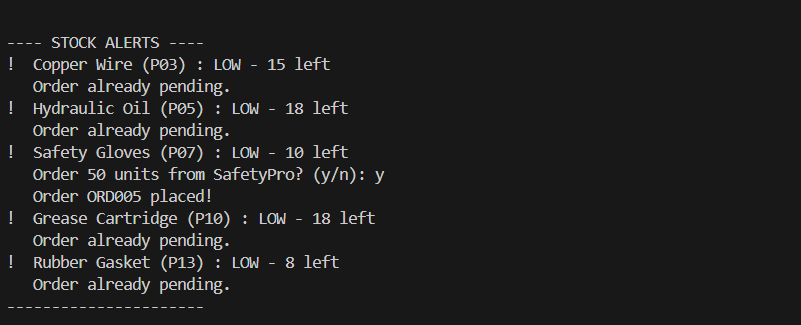 ---- STOCK ALERTS ----
!  Copper Wire (P03) : LOW - 15 left
   Order already pending.
!  Hydraulic Oil (P05) : LOW - 18 left
   Order already pending.
!  Safety Gloves (P07) : LOW - 10 left
   Order 50 units from SafetyPro? (y/n): y
   Order ORD005 placed!
!  Grease Cartridge (P10) : LOW - 18 left
   Order already pending.
!  Rubber Gasket (P13) : LOW - 8 left
   Order already pending.
----------------------